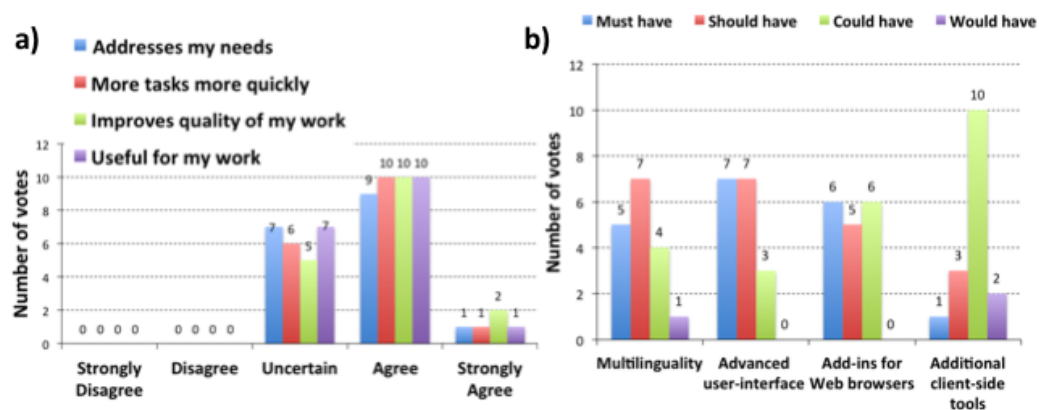 a)
Addresses my needs
More tasks more quickly
Improves quality of my work
Useful for my work
Number of votes
12
10
8
6
4
2
0
0 0 0 0
0 0 0 0
7 6 5 7
9 10 10 10
1 1 2 1
Strongly Disagree
Disagree
Uncertain
Agree
Strongly Agree
b)
Must have Should have Could have Would have
Number of votes
12
10
8
6
4
2
0
5 7 4 1
7 7 3 0
6 5 6 0
1 3 10 2
Multilinguality
Advanced
user-interface
Add-ins for
Web browsers
Additional
client-side
tools